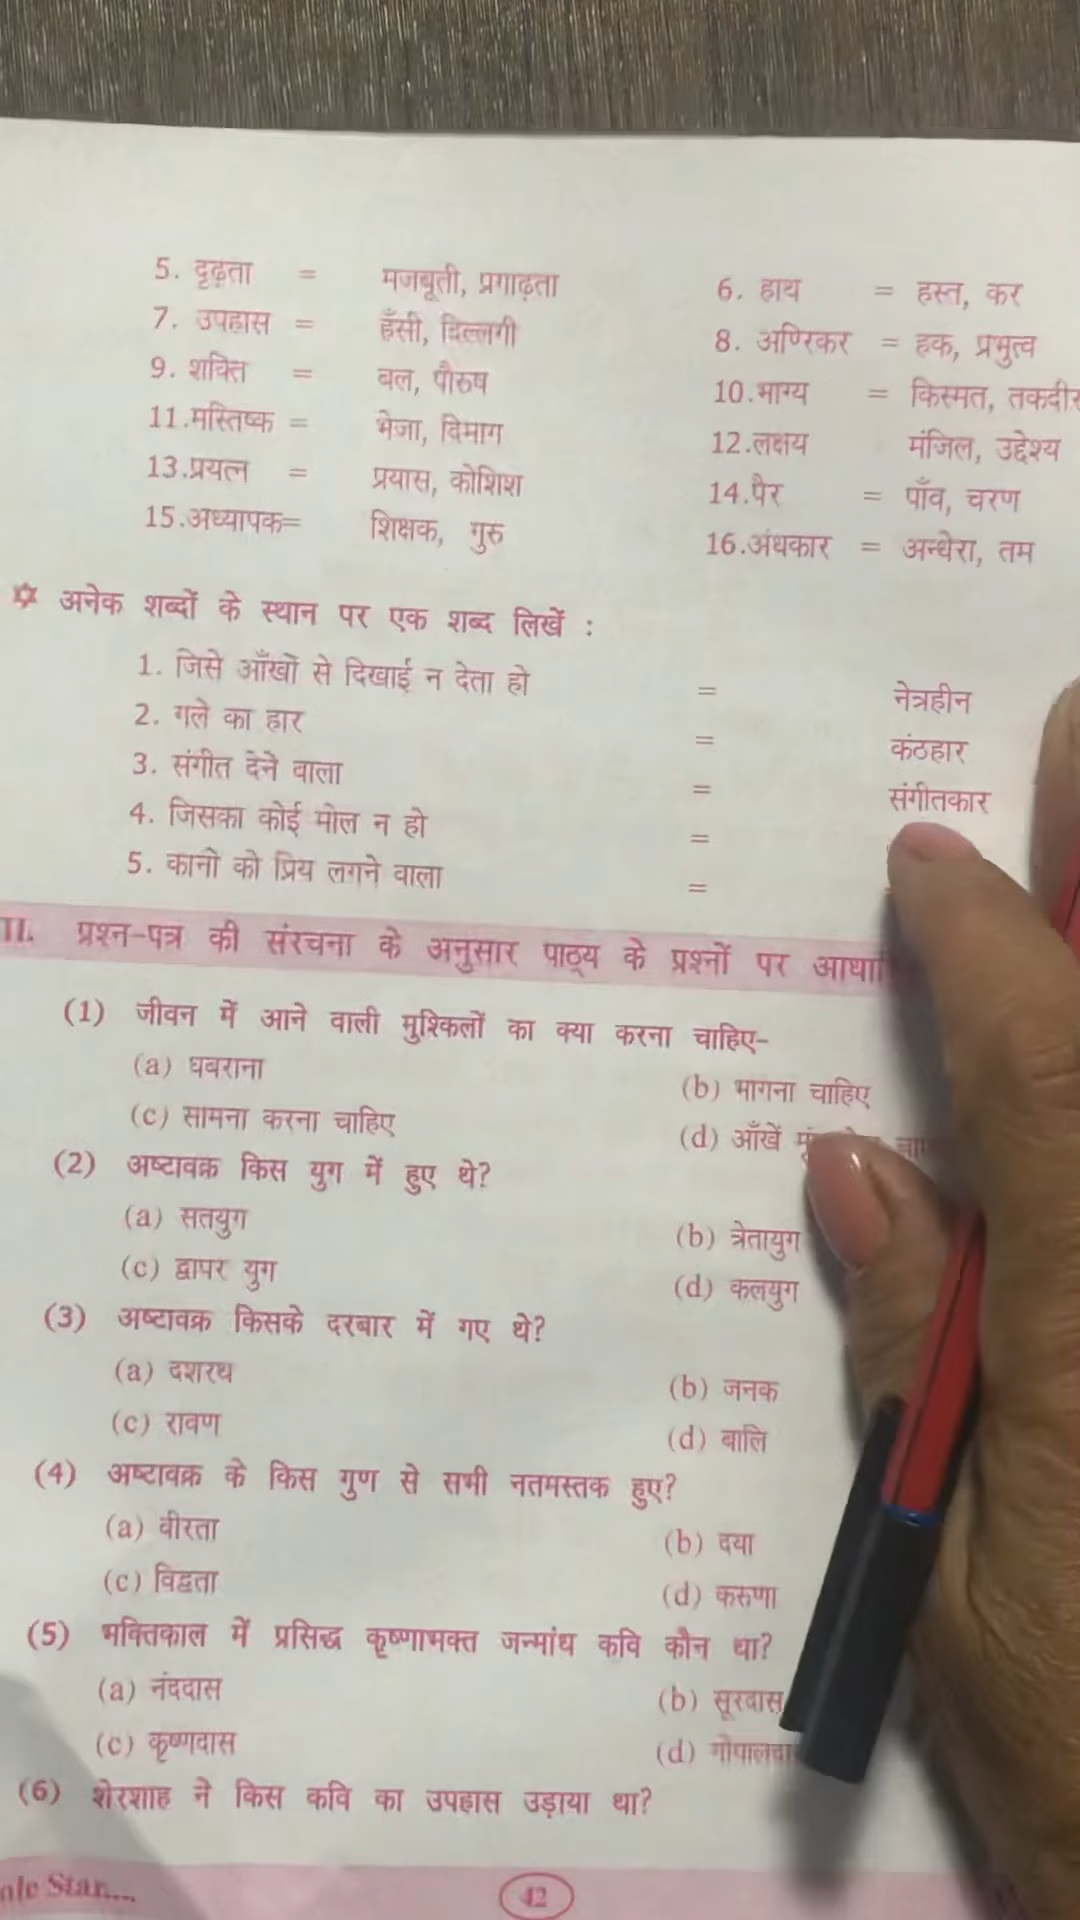 5. दृढ़ता = मजबूती, प्रगाढ़ता 6. हाथ = हस्त, कर
7. उपहास = हँसी, दिल्लगी 8. अण्रिकर = हक, प्रभुत्व
9. शक्ति = बल, पौरुष 10.भाग्य = किस्मत, तकदीर
11.मस्तिष्क = भेजा, दिमाग 12.लक्षय मंजिल, उद्देश्य
13.प्रयत्न = प्रयास, कोशिश 14.पैर = पाँव, चरण
15.अध्यापक= शिक्षक, गुरु 16.अंधकार = अन्धेरा, तम
अनेक शब्दों के स्थान पर एक शब्द लिखें :
1. जिसे आँखों से दिखाई न देता हो = नेत्रहीन
2. गले का हार = कंठहार
3. संगीत देने वाला = संगीतकार
4. जिसका कोई मोल न हो =
5. कानों को प्रिय लगने वाला =
II. प्रश्न-पत्र की संरचना के अनुसार पाठ्य के प्रश्नों पर
(1) जीवन में आने वाली मुश्किलों का क्या करना चाहिए-
(a) घबराना (b) भागना चाहिए
(c) सामना करना चाहिए (d) आँखें
(2) अष्टावक्र किस युग में हुए थे?
(a) सतयुग (b) त्रेतायुग
(c) द्वापर युग (d) कलयुग
(3) अष्टावक्र किसके दरबार में गए थे?
(a) दशरथ (b) जनक
(c) रावण (d) बालि
(4) अष्टावक्र के किस गुण से सभी नतमस्तक हुए?
(a) वीरता (b) दया
(c) विद्वता (d) करुणा
(5) भक्तिकाल में प्रसिद्ध कृष्णाभक्त जन्मांध कवि कौन था?
(a) नंददास (b) सूरदास
(c) कृष्णदास (d)
(6) शेरशाह ने किस कवि का उपहास उड़ाया था?
Star... 42